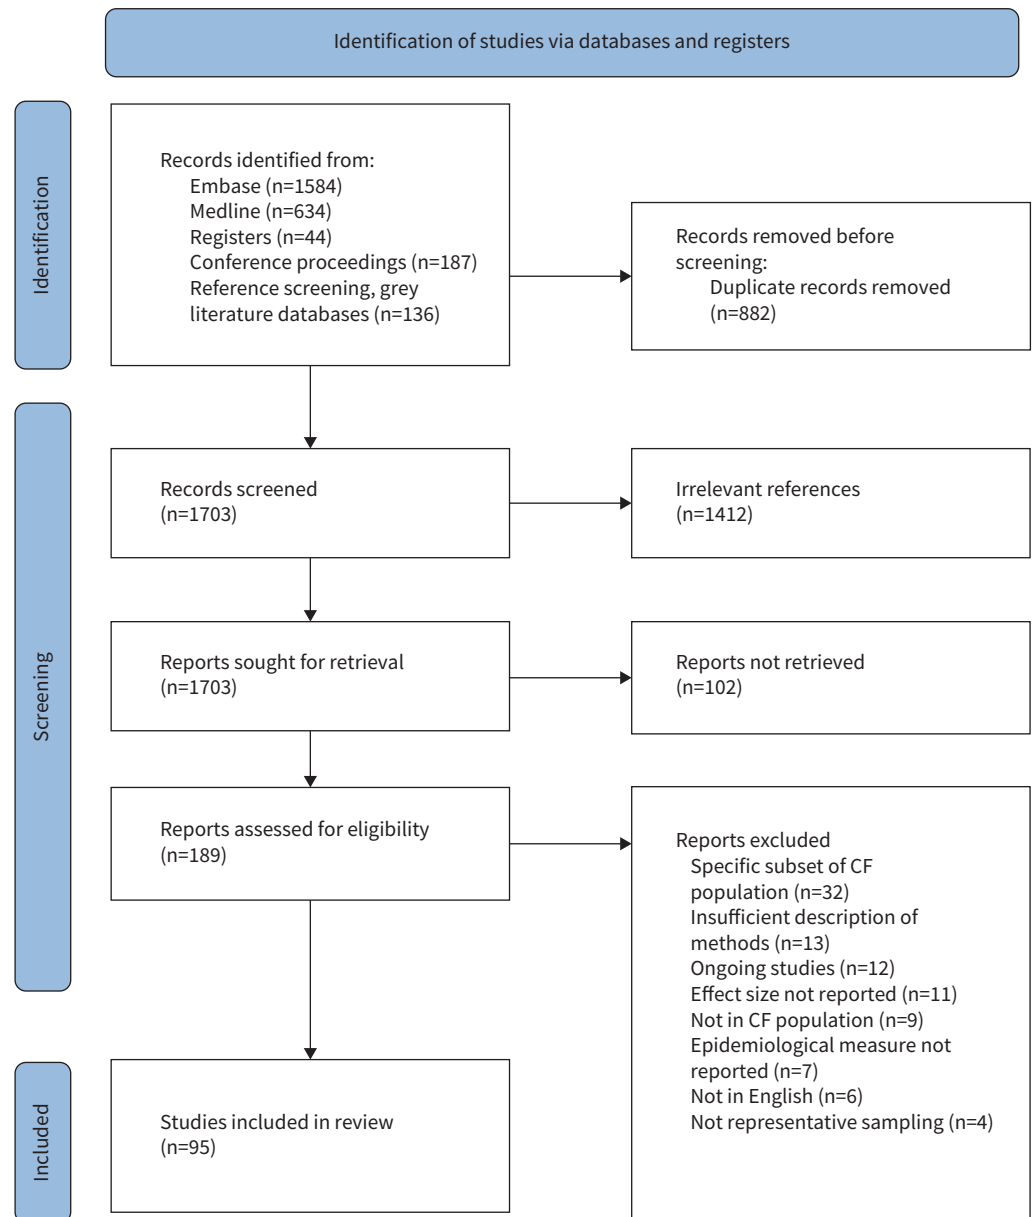 Identification of studies via databases and registers
Identification
Records identified from:
Embase (n=1584)
Medline (n=634)
Registers (n=44)
Conference proceedings (n=187)
Reference screening, grey
literature databases (n=136)
Records removed before
screening:
Duplicate records removed
(n=882)
Screening
Records screened
(n=1703)
Irrelevant references
(n=1412)
Reports sought for retrieval
(n=1703)
Reports not retrieved
(n=102)
Reports assessed for eligibility
(n=189)
Reports excluded
Specific subset of CF
population (n=32)
Insufficient description of
methods (n=13)
Ongoing studies (n=12)
Effect size not reported (n=11)
Not in CF population (n=9)
Epidemiological measure not
reported (n=7)
Not in English (n=6)
Not representative sampling (n=4)
Included
Studies included in review
(n=95)